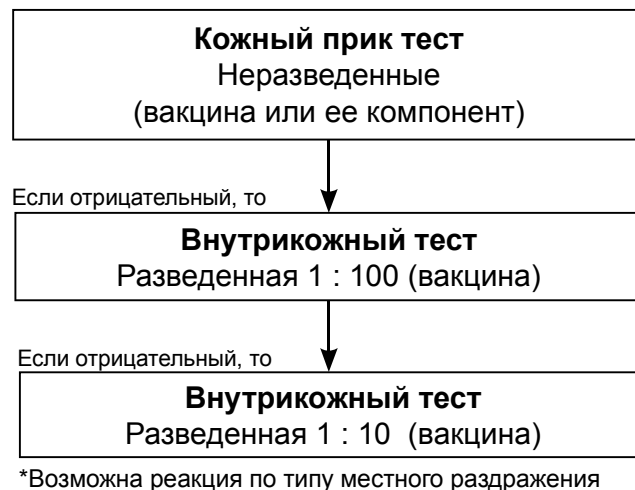 Кожный прик тест
Неразведенные
(вакцина или ее компонент)
Если отрицательный, то
Внутрикожный тест
Разведенная 1 : 100 (вакцина)
Если отрицательный, то
Внутрикожный тест
Разведенная 1 : 10 (вакцина)
*Возможна реакция по типу местного раздражения